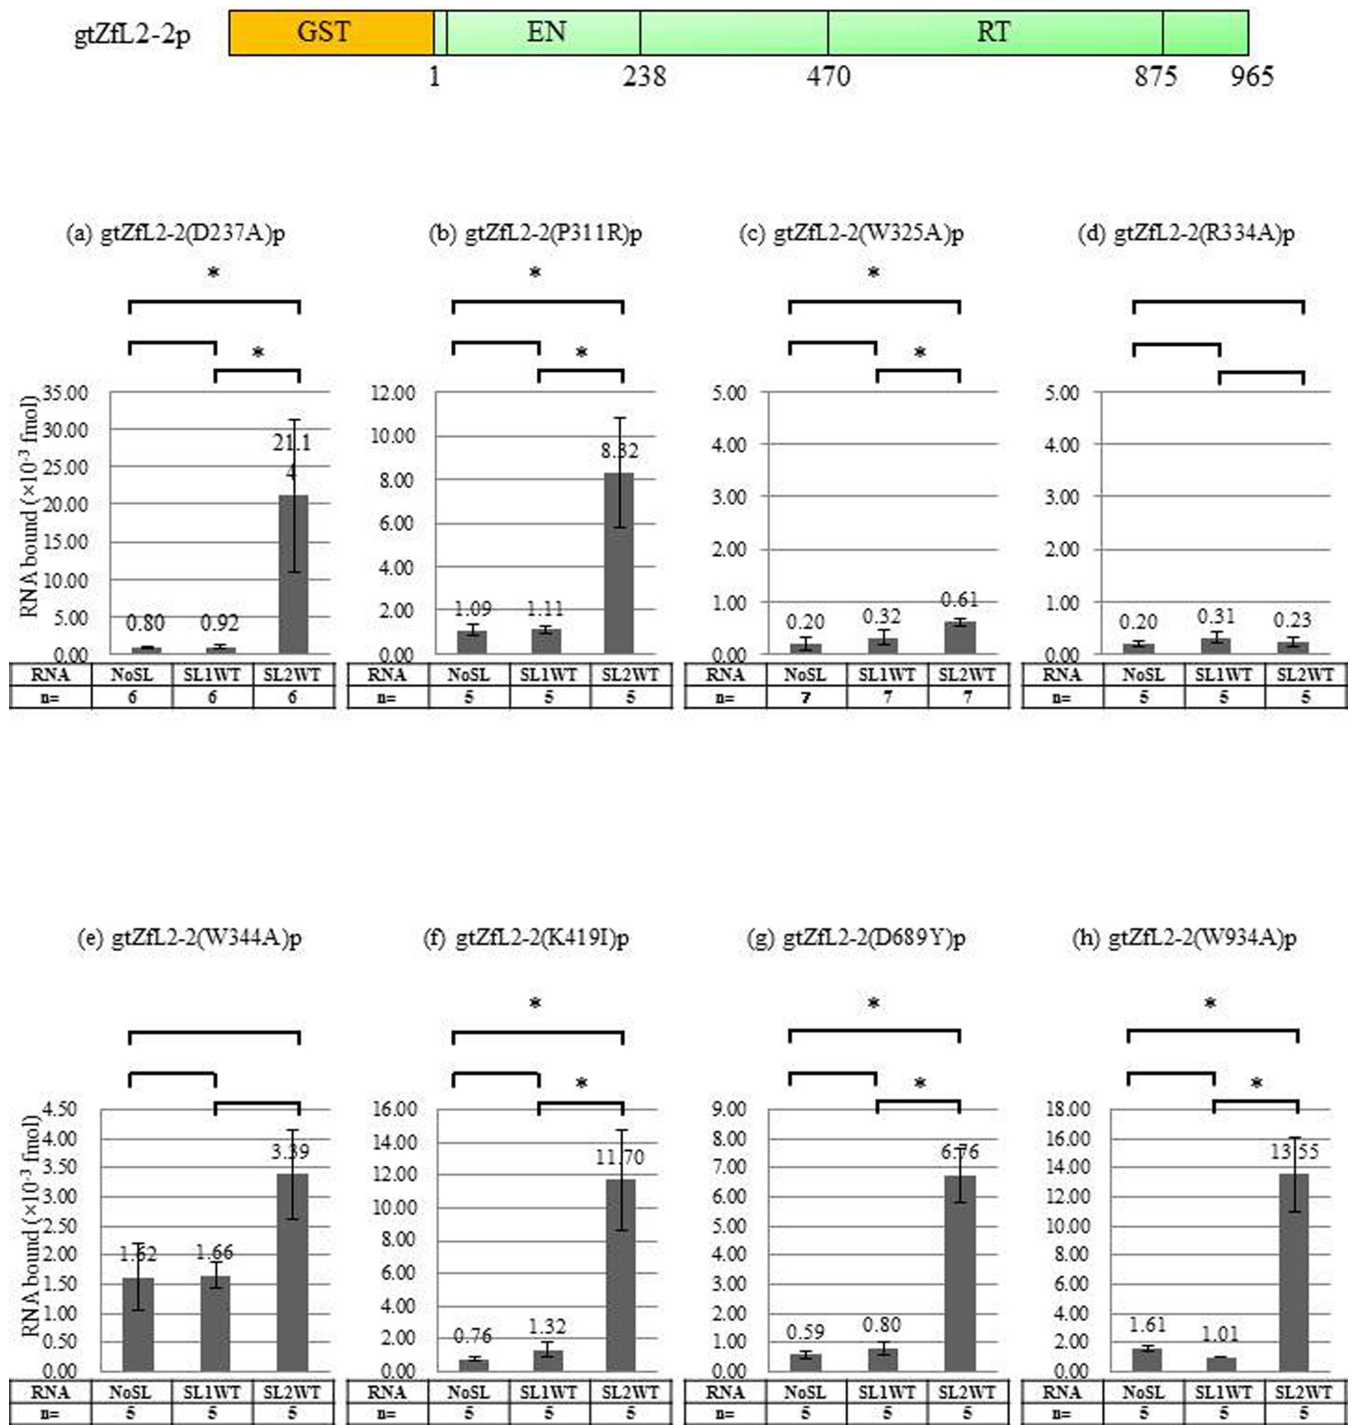 gtZfL2-2p GST EN RT
1 238 470 875 965
(a) gtZfL2-2(D237A)p (b) gtZfL2-2(P311R)p (c) gtZfL2-2(W325A)p (d) gtZfL2-2(R334A)p
* * *
* * *
RNA bound (×10⁻³ fmol)
35.00 30.00 25.00 20.00 15.00 10.00 5.00 0.00
0.80 0.92 21.1
4
12.00 10.00 8.00 6.00 4.00 2.00 0.00
1.09 1.11 8.32
5.00 4.00 3.00 2.00 1.00 0.00
0.20 0.32 0.61
5.00 4.00 3.00 2.00 1.00 0.00
0.20 0.31 0.23
RNA NoSL SL1WT SL2WT RNA NoSL SL1WT SL2WT RNA NoSL SL1WT SL2WT RNA NoSL SL1WT SL2WT
n= 6 6 6 n= 5 5 5 n= 7 7 7 n= 5 5 5
(e) gtZfL2-2(W344A)p (f) gtZfL2-2(K419I)p (g) gtZfL2-2(D689Y)p (h) gtZfL2-2(W934A)p
* * *
* * *
RNA bound (×10⁻³ fmol)
4.50 4.00 3.50 3.00 2.50 2.00 1.50 1.00 0.50 0.00
1.62 1.66 3.39
16.00 14.00 12.00 10.00 8.00 6.00 4.00 2.00 0.00
0.76 1.32 11.70
9.00 8.00 7.00 6.00 5.00 4.00 3.00 2.00 1.00 0.00
0.59 0.80 6.76
18.00 16.00 14.00 12.00 10.00 8.00 6.00 4.00 2.00 0.00
1.61 1.01 13.55
RNA NoSL SL1WT SL2WT RNA NoSL SL1WT SL2WT RNA NoSL SL1WT SL2WT RNA NoSL SL1WT SL2WT
n= 5 5 5 n= 5 5 5 n= 5 5 5 n= 5 5 5